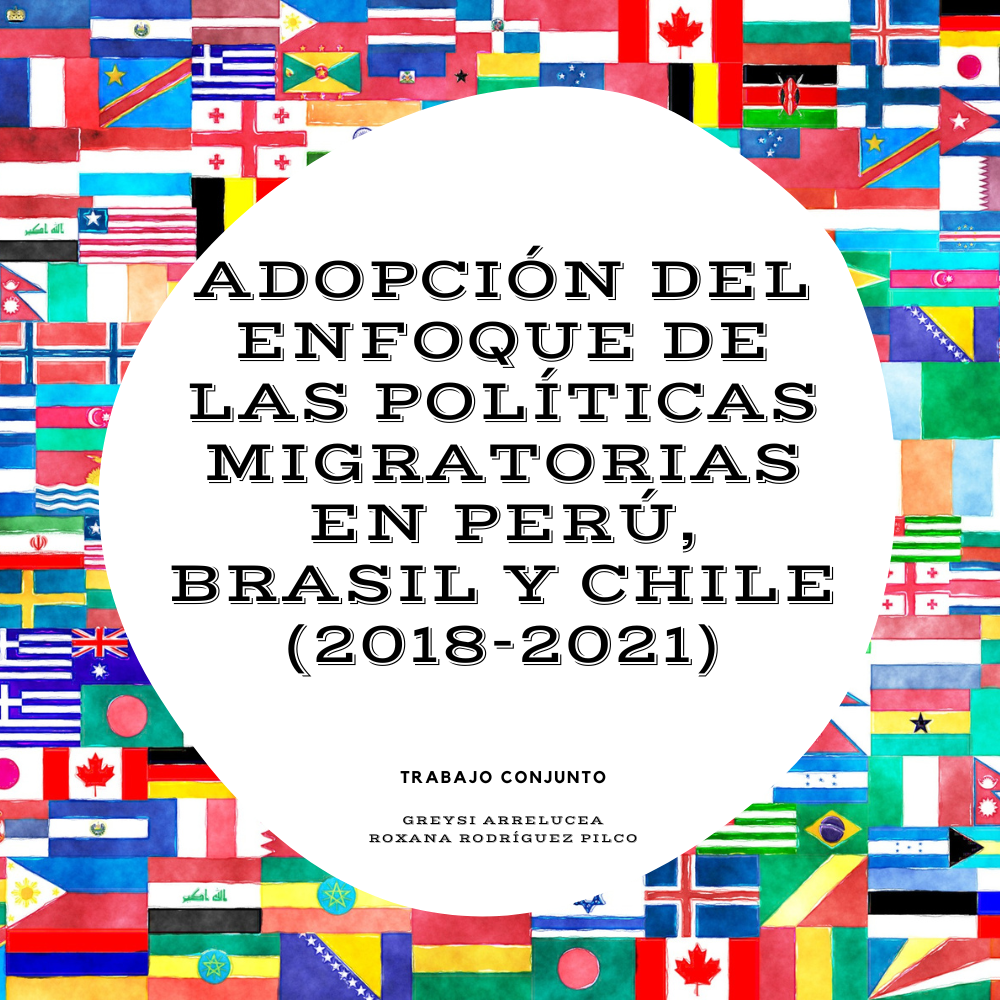 ADOPCIÓN DEL
ENFOQUE DE
LAS POLÍTICAS
MIGRATORIAS
EN PERÚ,
BRASIL Y CHILE
(2018-2021)
TRABAJO CONJUNTO
GREYSI ARRELUCEA
ROXANA RODRÍGUEZ PILCO